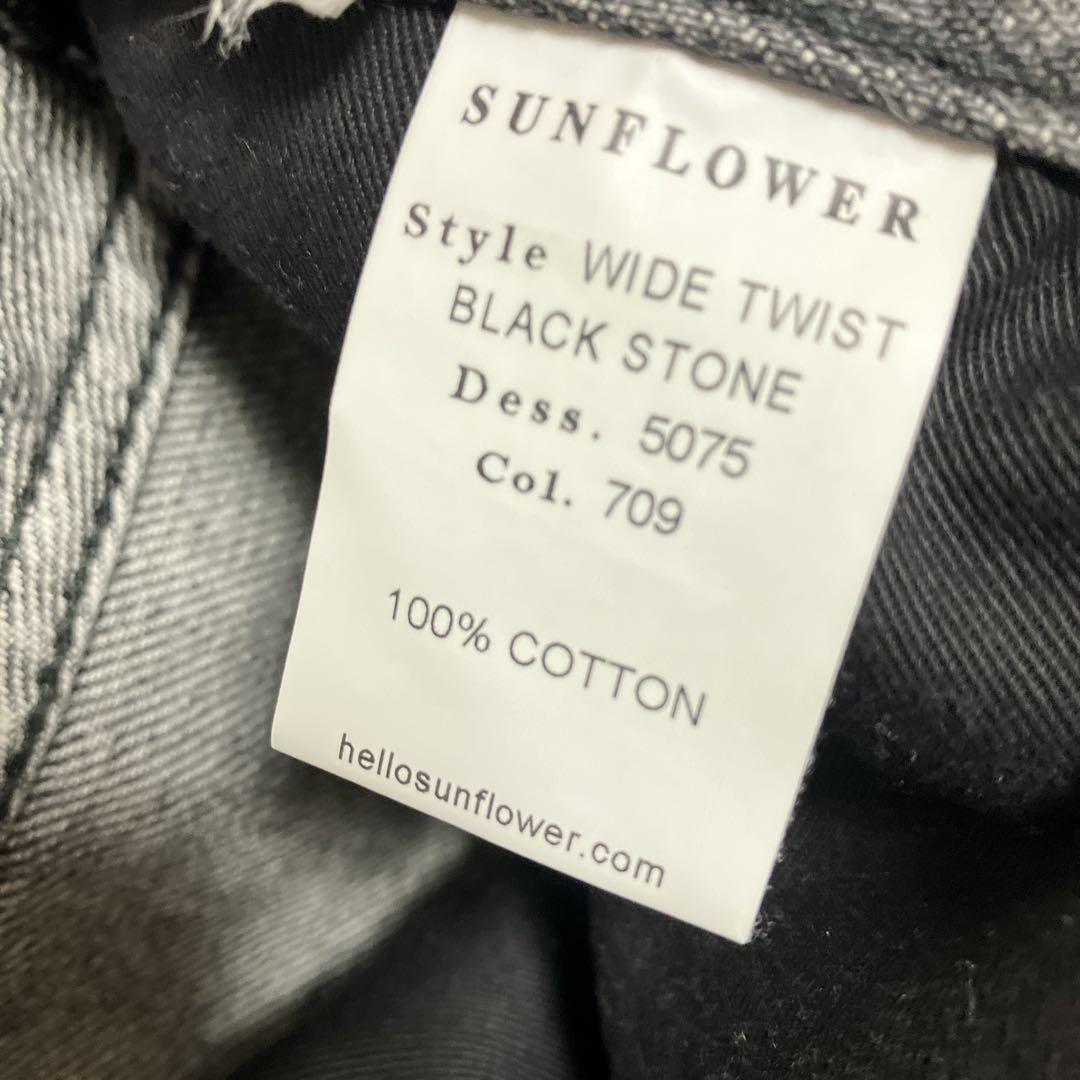 SUNFLOWER
Style WIDE TWIST
BLACK STONE
Dess. 5075
Col. 709
100% COTTON
hellosunflower.com